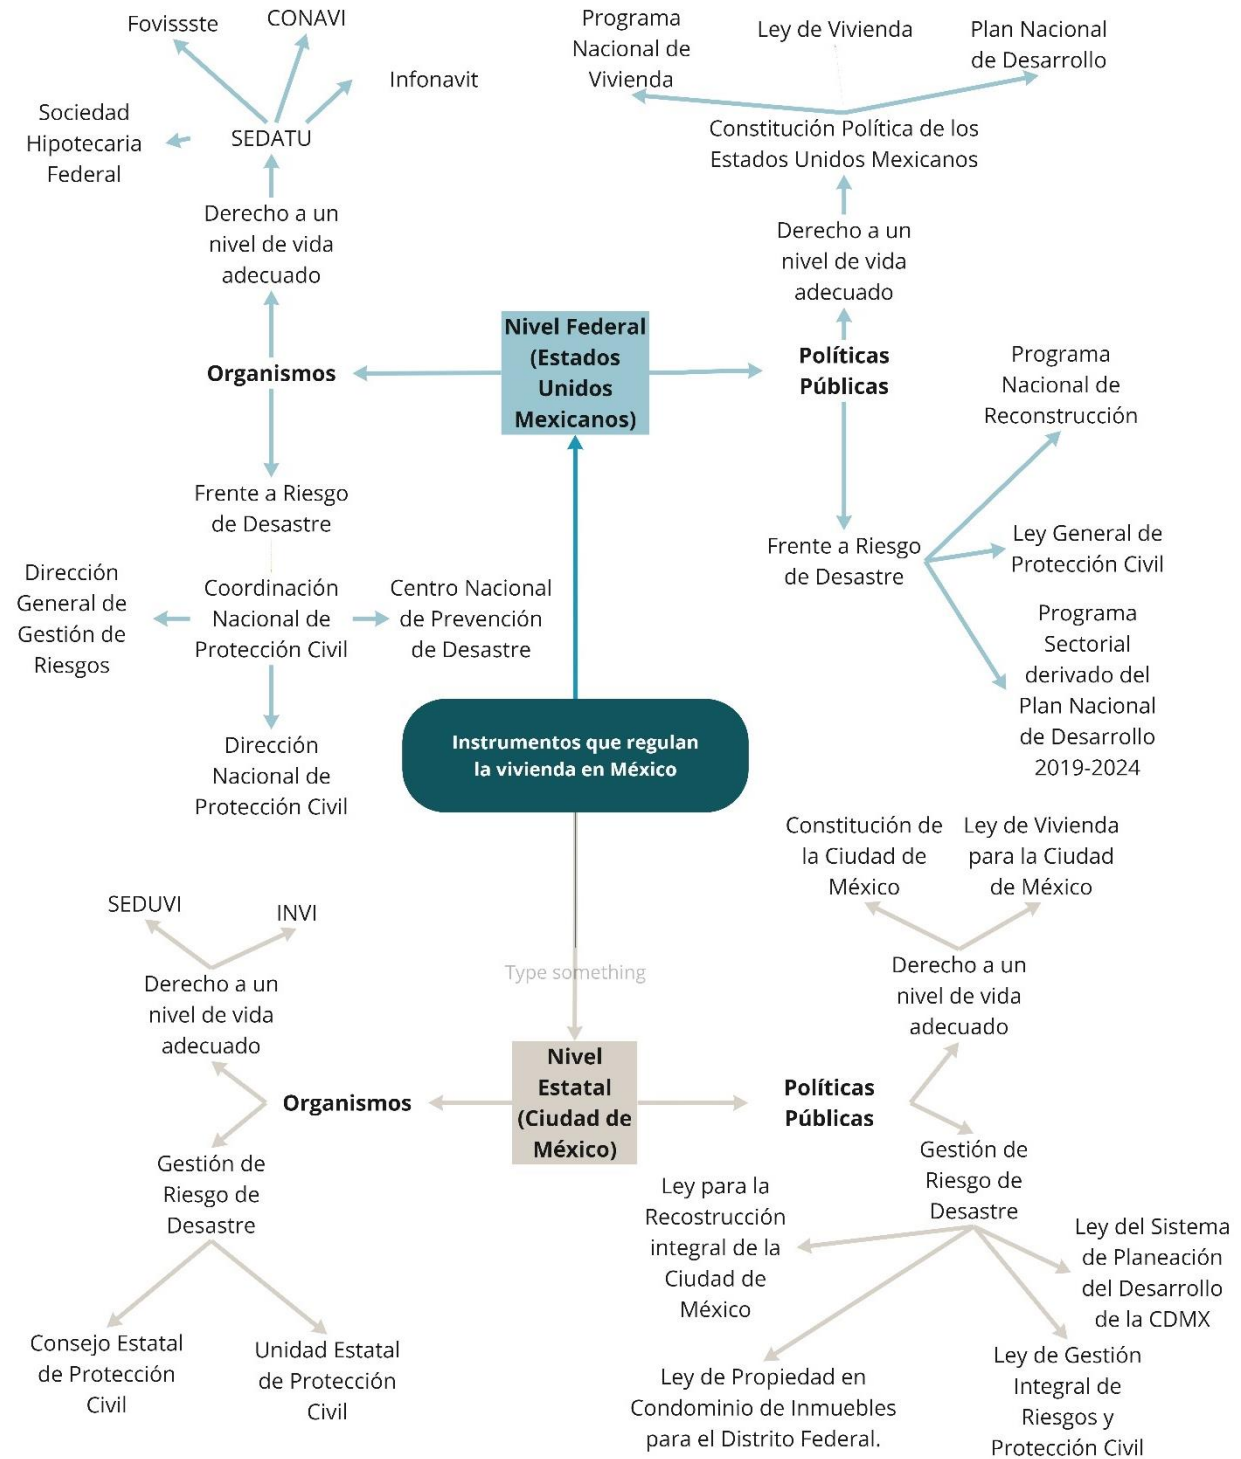 Fovissste
CONAVI
Infonavit
Sociedad
Hipotecaria
Federal
SEDATU
Derecho a un
nivel de vida
adecuado
Programa
Nacional de
Vivienda
Ley de Vivienda
Plan Nacional
de Desarrollo
Constitución Política de los
Estados Unidos Mexicanos
Derecho a un
nivel de vida
adecuado
Nivel Federal
(Estados
Unidos
Mexicanos)
Organismos
Políticas
Públicas
Programa
Nacional de
Reconstrucción
Frente a Riesgo
de Desastre
Frente a Riesgo
de Desastre
Ley General de
Protección Civil
Dirección
General de
Gestión de
Riesgos
Coordinación
Nacional de
Protección Civil
Centro Nacional
de Prevención
de Desastre
Programa
Sectorial
derivado del
Plan Nacional
de Desarrollo
2019-2024
Dirección
Nacional de
Protección Civil
Instrumentos que regulan
la vivienda en México
Constitución de
la Ciudad de
México
Ley de Vivienda
para la Ciudad
de México
SEDUVI
INVI
Derecho a un
nivel de vida
adecuado
Type something
Derecho a un
nivel de vida
adecuado
Nivel
Estatal
(Ciudad de
México)
Organismos
Políticas
Públicas
Gestión de
Riesgo de
Desastre
Gestión de
Riesgo de
Desastre
Ley para la
Recostrucción
integral de la
Ciudad de
México
Ley del Sistema
de Planeación
del Desarrollo
de la CDMX
Consejo Estatal
de Protección
Civil
Unidad Estatal
de Protección
Civil
Ley de Propiedad en
Condominio de Inmuebles
para el Distrito Federal.
Ley de Gestión
Integral de
Riesgos y
Protección Civil